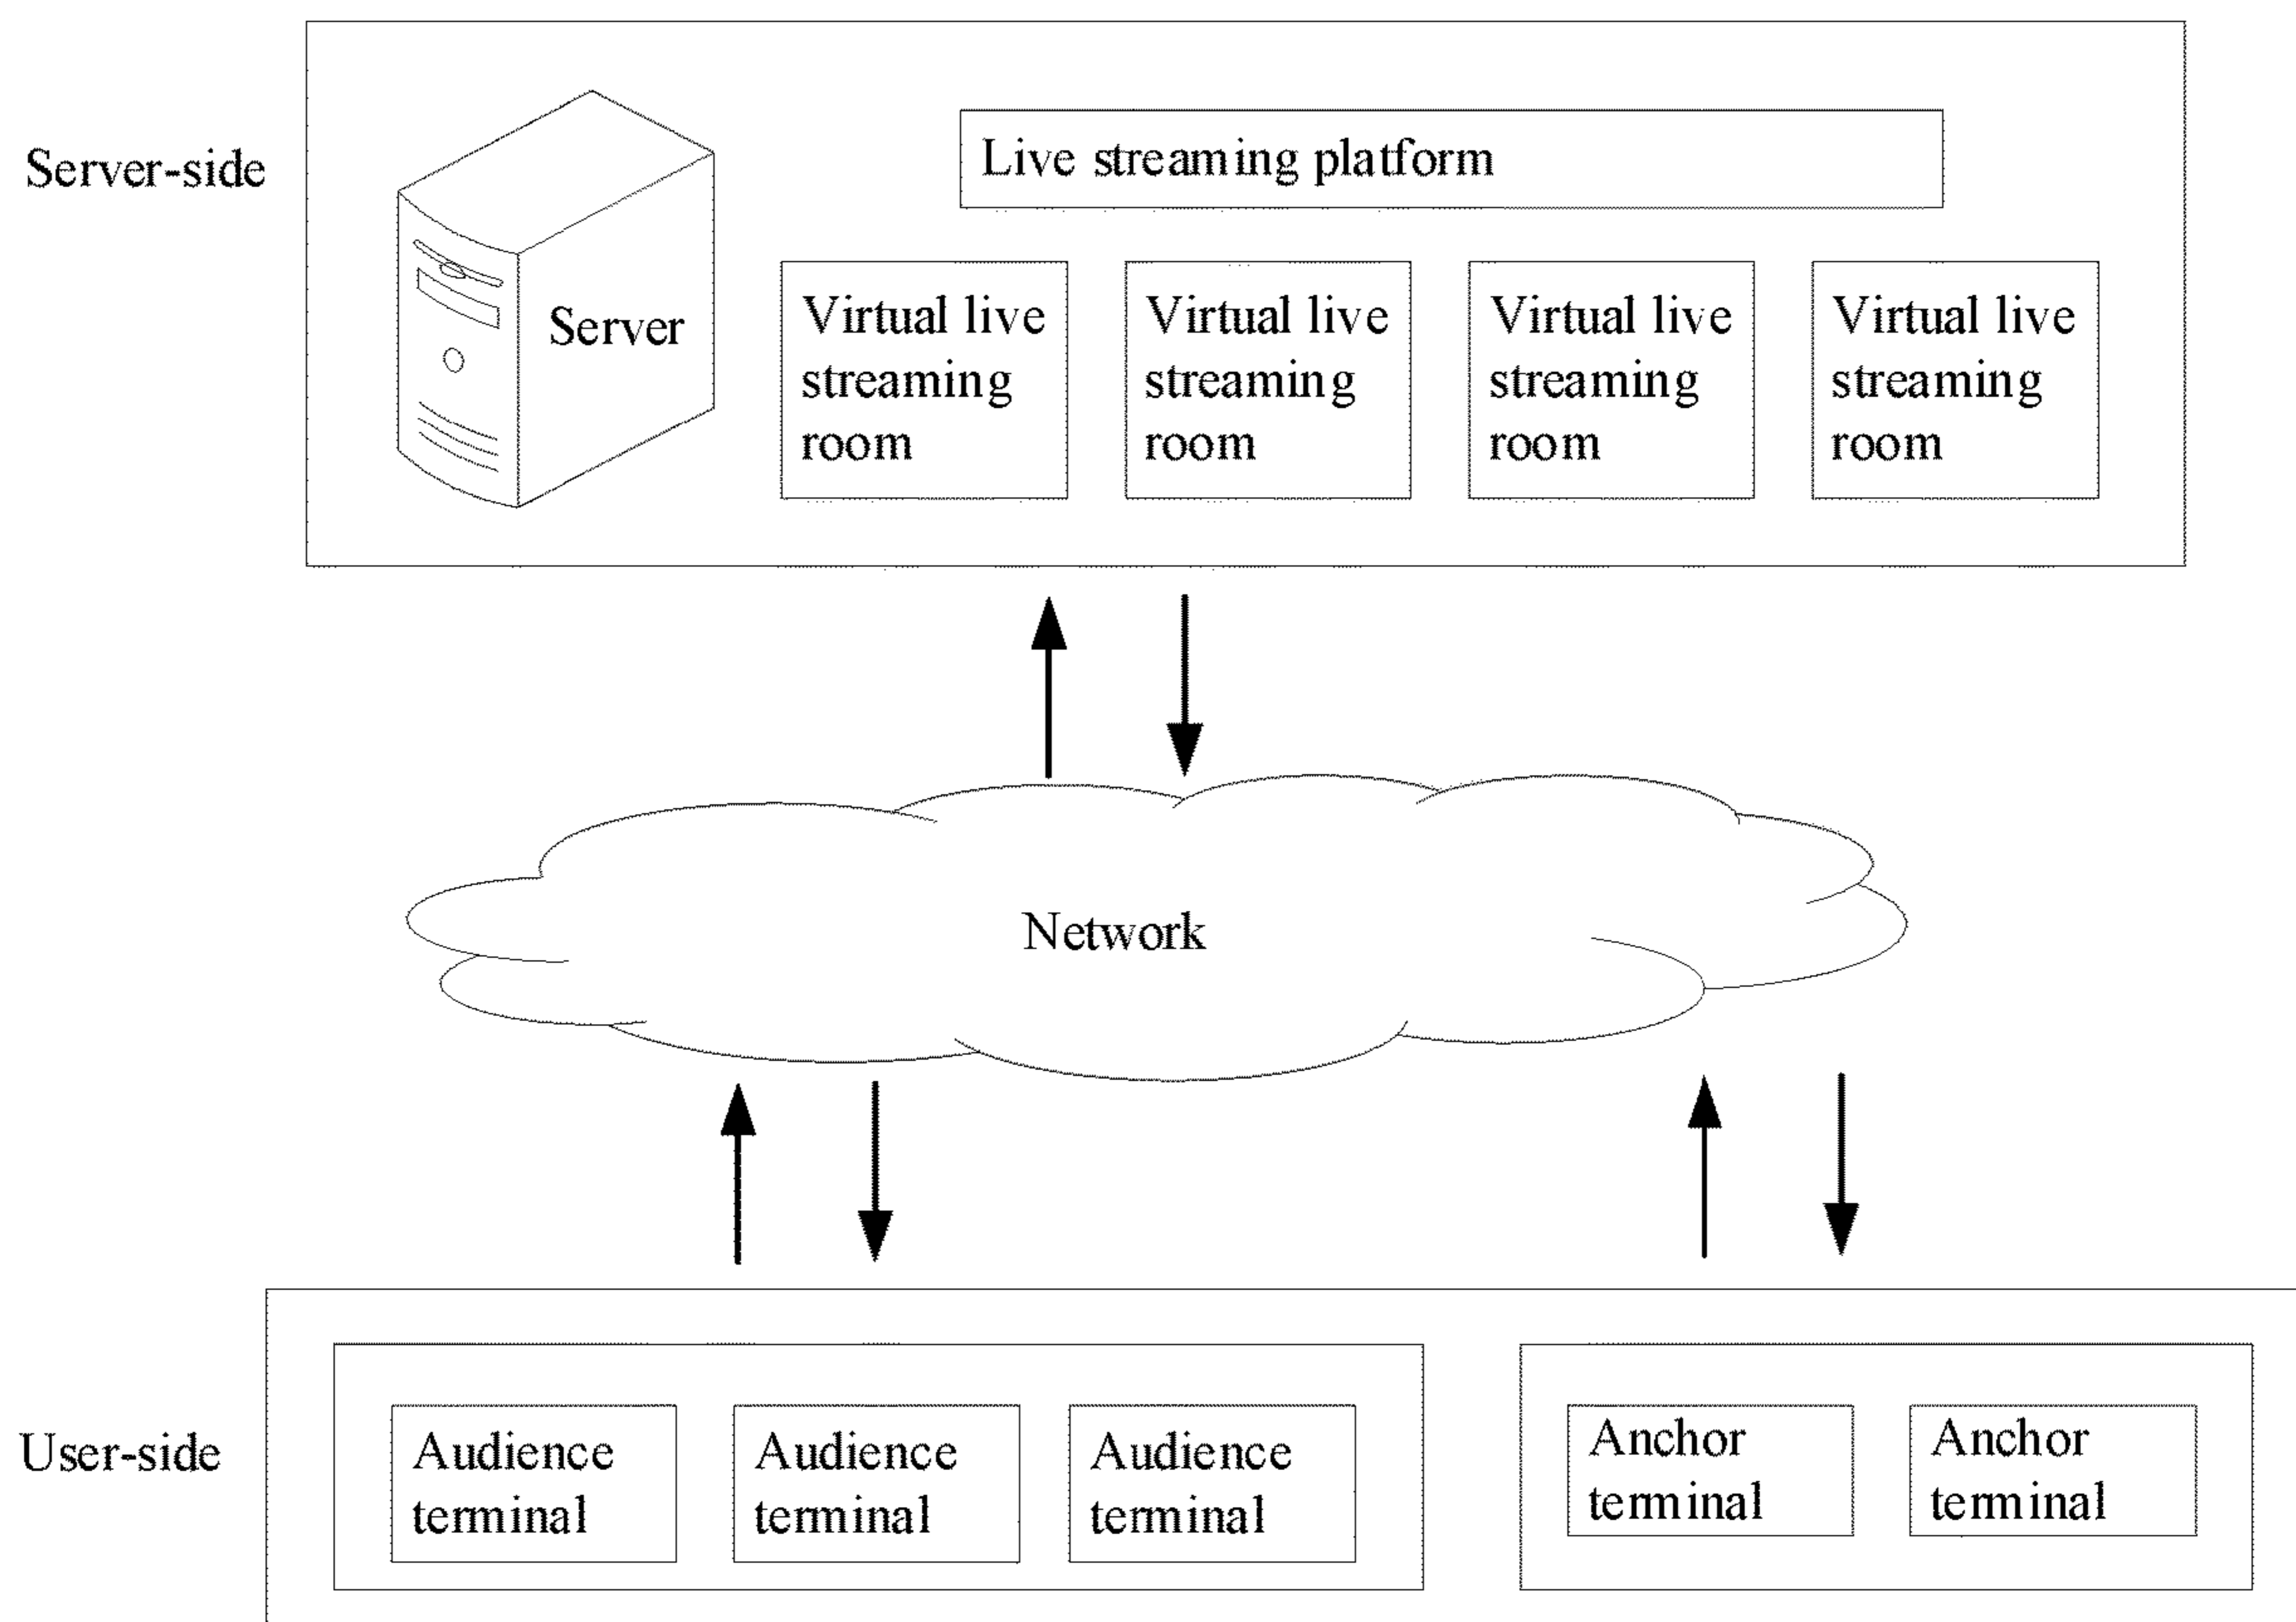 Server-side
Live streaming platform
Server
Virtual live
streaming
room
Virtual live
streaming
room
Virtual live
streaming
room
Virtual live
streaming
room
Network
User-side
Audience
terminal
Audience
terminal
Audience
terminal
Anchor
terminal
Anchor
terminal